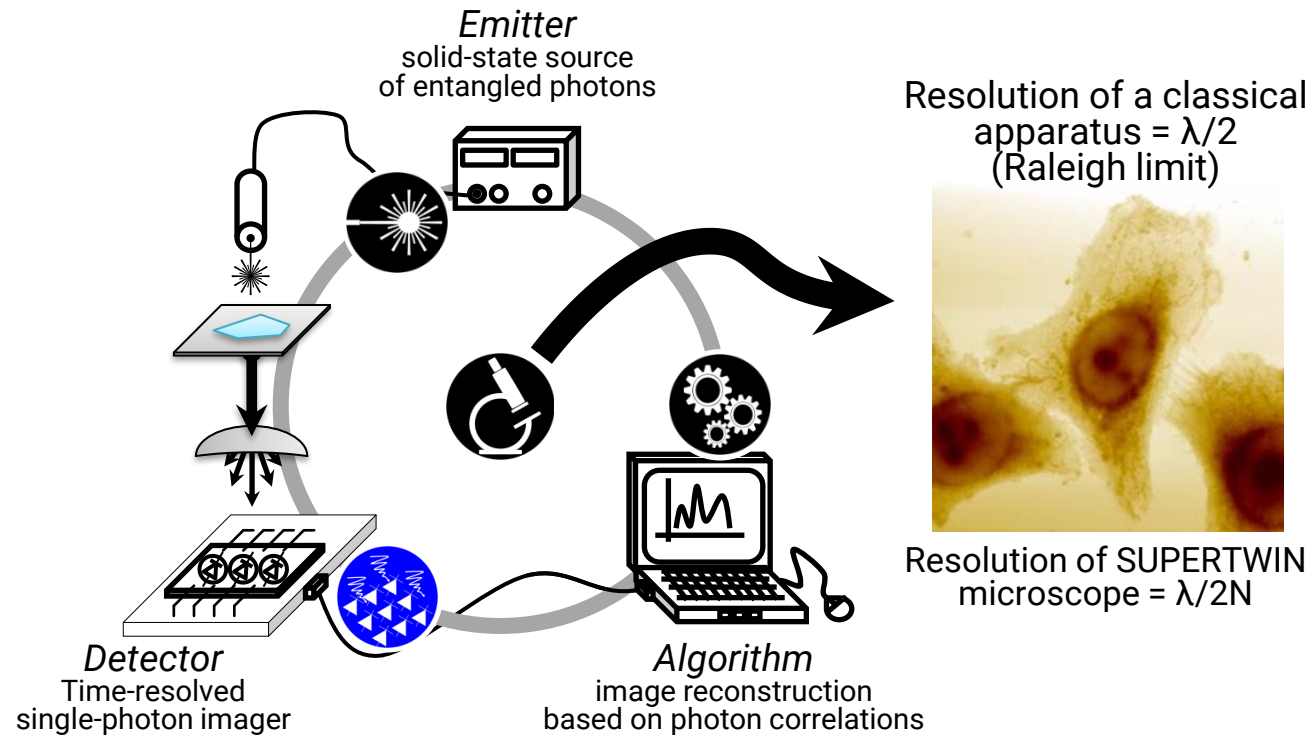 Emitter
solid-state source
of entangled photons
Resolution of a classical
apparatus = λ/2
(Raleigh limit)
Resolution of SUPERTWIN
microscope = λ/2N
Detector
Time-resolved
single-photon imager
Algorithm
image reconstruction
based on photon correlations